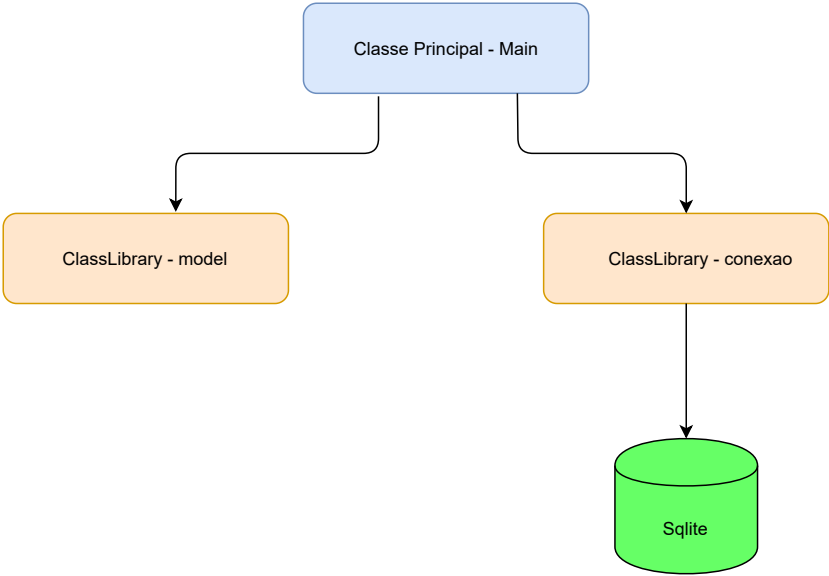 Classe Principal - Main
ClassLibrary - model
ClassLibrary - conexao
Sqlite